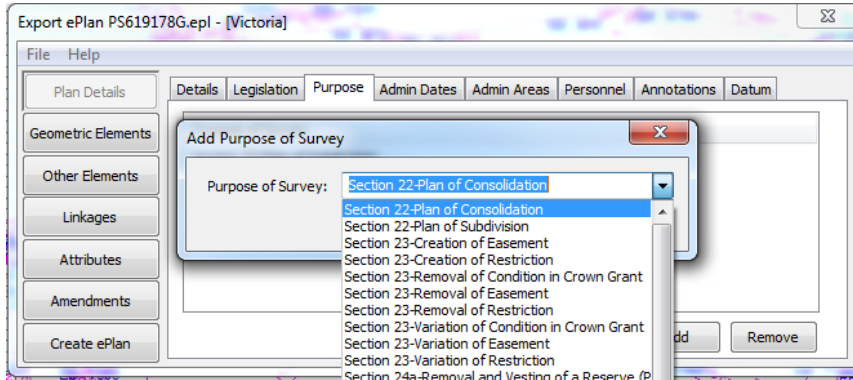 Export ePlan PS619178G.epl - [Victoria]
File Help
Plan Details
Geometric Elements
Other Elements
Linkages
Attributes
Amendments
Create ePlan
Details Legislation Purpose Admin Dates Admin Areas Personnel Annotations Datum
Add Purpose of Survey
Purpose of Survey: Section 22-Plan of Consolidation
Section 22-Plan of Consolidation
Section 22-Plan of Subdivision
Section 23-Creation of Easement
Section 23-Creation of Restriction
Section 23-Removal of Condition in Crown Grant
Section 23-Removal of Easement
Section 23-Removal of Restriction
Section 23-Variation of Condition in Crown Grant
Section 23-Variation of Easement
Section 23-Variation of Restriction
Section 24a-Removal and Vesting of a Reserve (P
dd Remove